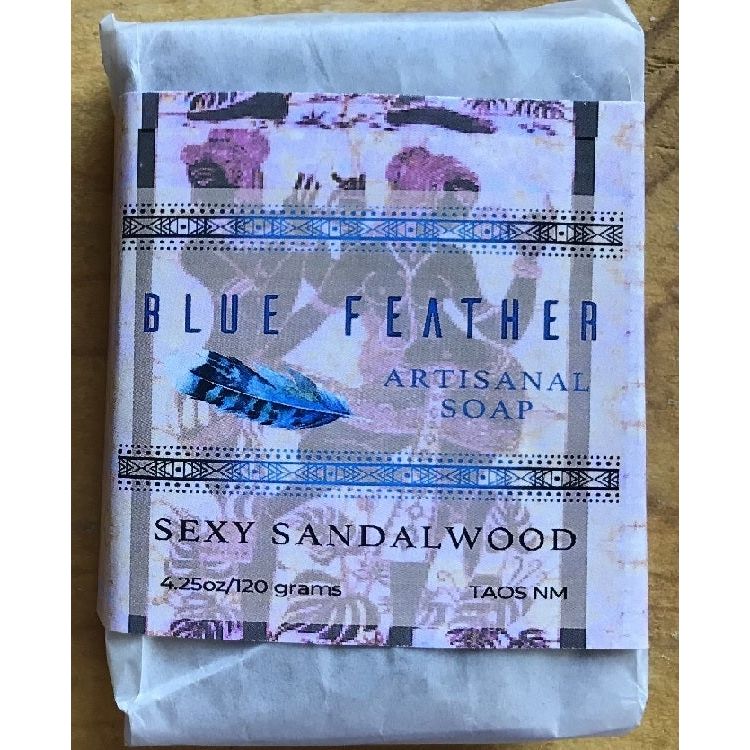 BLUE FEATHER
ARTISANAL
SOAP
SEXY SANDALWOOD
4.25oz/120 grams TAOS NM